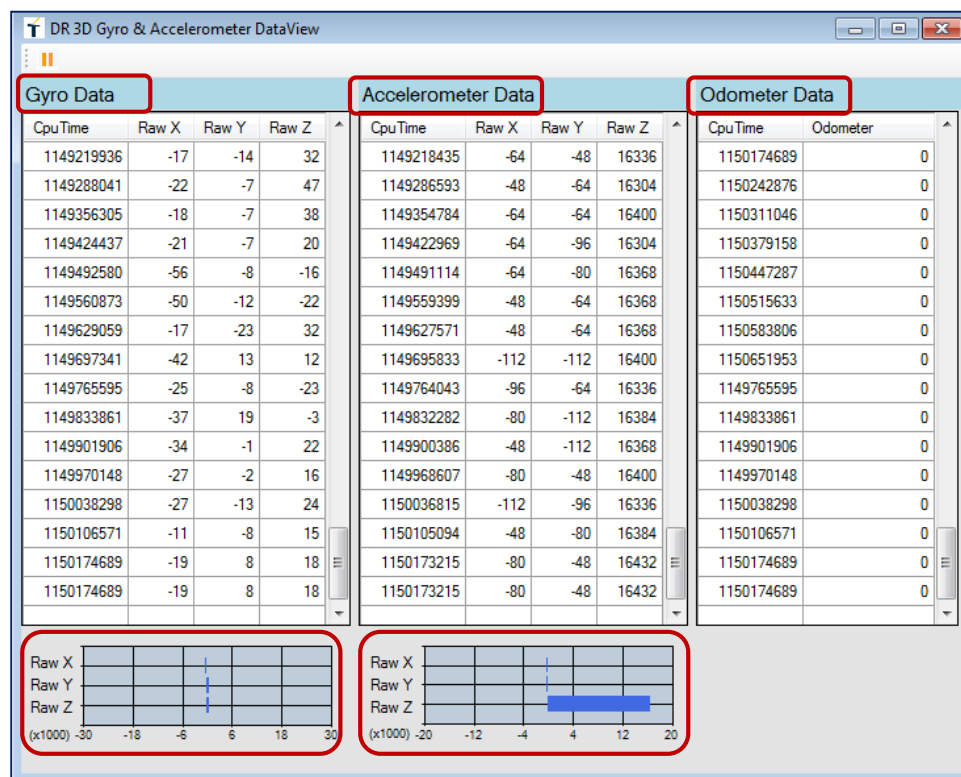 DR 3D Gyro & Accelerometer DataView
Gyro Data
CpuTime Raw X Raw Y Raw Z
1149219936 -17 -14 32
1149288041 -22 -7 47
1149356305 -18 -7 38
1149424437 -21 -7 20
1149492580 -56 -8 -16
1149560873 -50 -12 -22
1149629059 -17 -23 32
1149697341 -42 13 12
1149765595 -25 -8 -23
1149833861 -37 19 -3
1149901906 -34 -1 22
1149970148 -27 -2 16
1150038298 -27 -13 24
1150106571 -11 -8 15
1150174689 -19 8 18
1150174689 -19 8 18
Raw X
Raw Y
Raw Z
(x1000) -30 -18 -6 6 18 30
Accelerometer Data
CpuTime Raw X Raw Y Raw Z
1149218435 -64 -48 16336
1149286593 -48 -64 16304
1149354784 -64 -64 16400
1149422969 -64 -96 16304
1149491114 -64 -80 16368
1149559399 -48 -64 16368
1149627571 -48 -64 16368
1149695833 -112 -112 16400
1149764043 -96 -64 16336
1149832282 -80 -112 16384
1149900386 -48 -112 16368
1149968607 -80 -48 16400
1150036815 -112 -96 16336
1150105094 -48 -80 16384
1150173215 -80 -48 16432
1150173215 -80 -48 16432
Raw X
Raw Y
Raw Z
(x1000) -20 -12 -4 4 12 20
Odometer Data
CpuTime Odometer
1150174689 0
1150242876 0
1150311046 0
1150379158 0
1150447287 0
1150515633 0
1150583806 0
1150651953 0
1149765595 0
1149833861 0
1149901906 0
1149970148 0
1150038298 0
1150106571 0
1150174689 0
1150174689 0